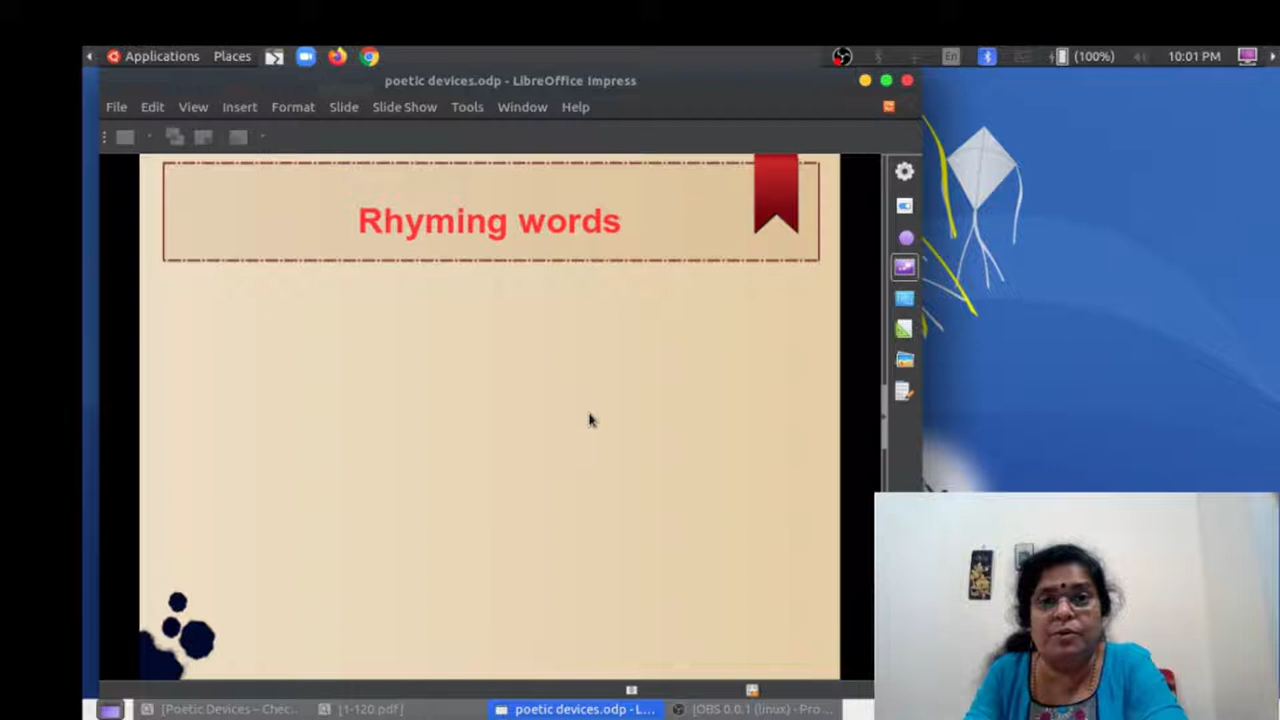 Applications Places En (100%) 10:01 PM
poetic devices.odp - LibreOffice Impress
File Edit View Insert Format Slide Slide Show Tools Window Help
Rhyming words
[Poetic Devices – Chec... [1-120 pdf] poetic devices.odp - L... [OBS 0.0.1 (linux) - Pro...